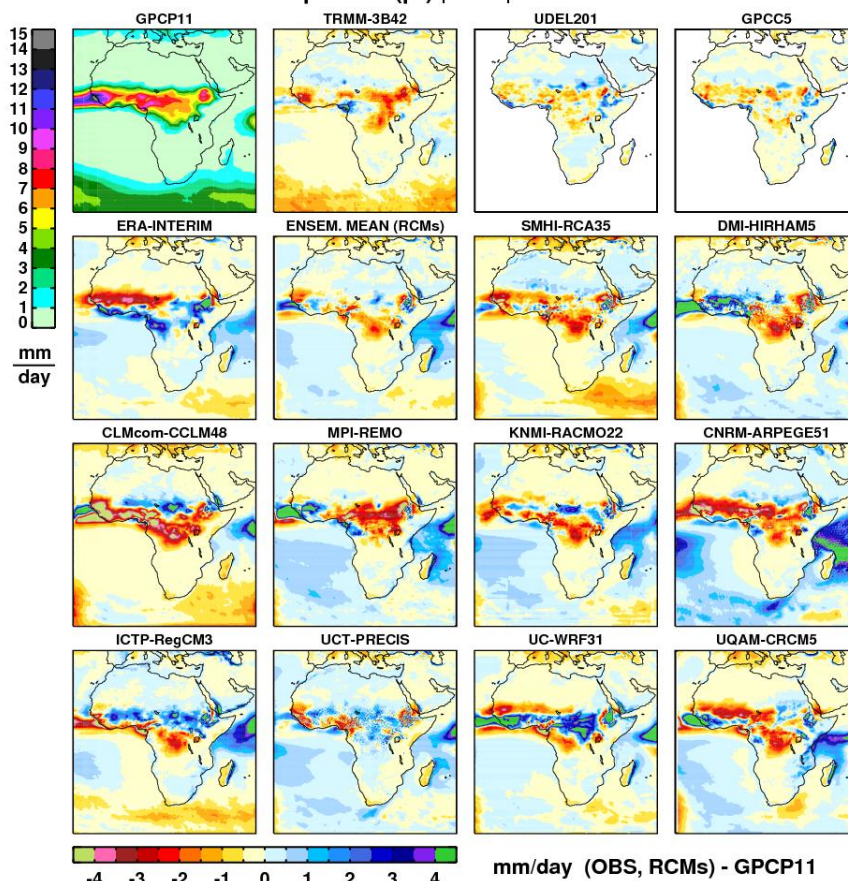 GPCP11 TRMM-3B42 UDEL201 GPCC5
15
14
13
12
11
10
9
8
7
6
5
4
3
2
1
0
mm
day
ERA-INTERIM ENSEM. MEAN (RCMs) SMHI-RCA35 DMI-HIRHAM5
CLMcom-CCLM48 MPI-REMO KNMI-RACMO22 CNRM-ARPEGE51
ICTP-RegCM3 UCT-PRECIS UC-WRF31 UQAM-CRCM5
-4 -3 -2 -1 0 1 2 3 4
mm/day (OBS, RCMs) - GPCP11